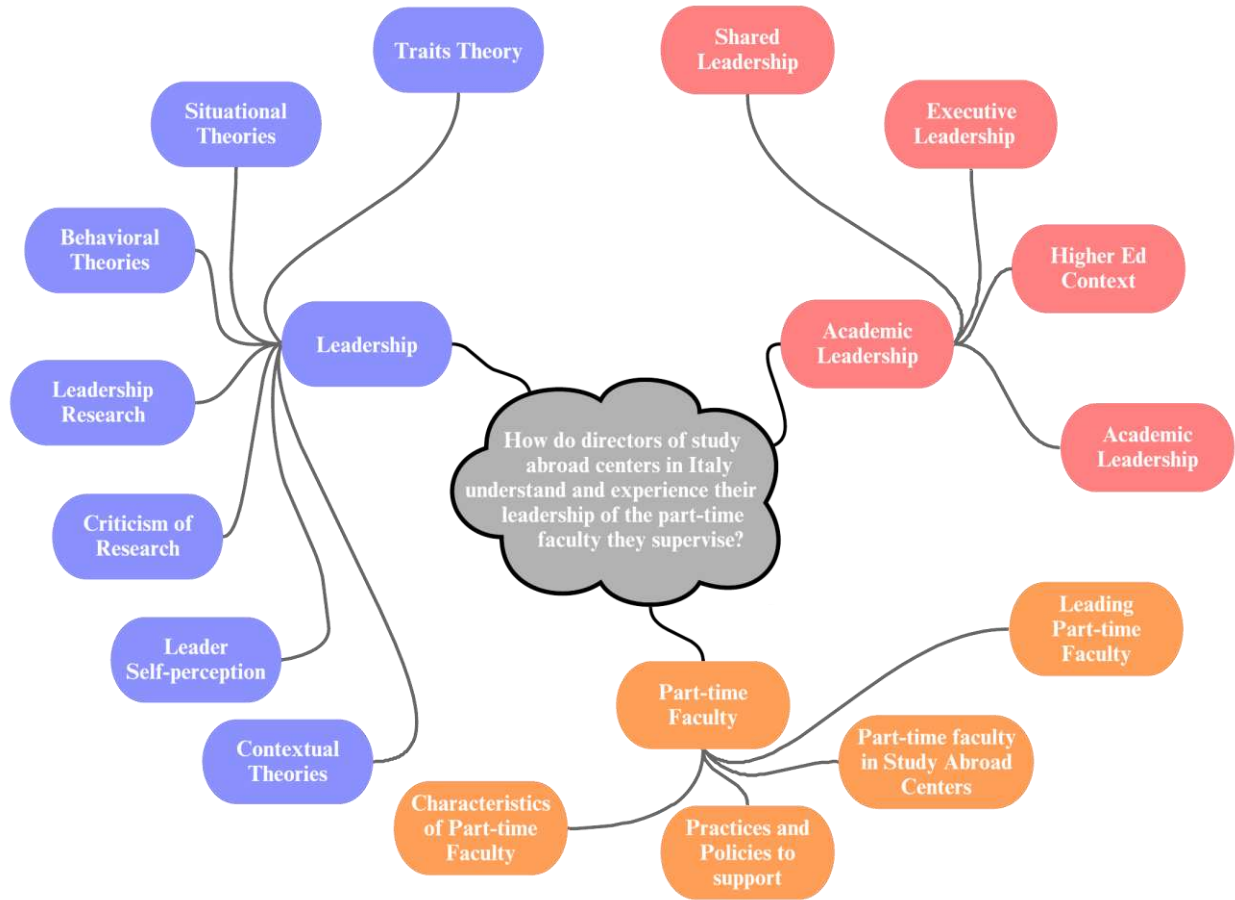 Traits Theory
Situational
Theories
Behavioral
Theories
Leadership
Leadership
Research
Criticism of
Research
Leader
Self-perception
Contextual
Theories
Shared
Leadership
Executive
Leadership
Higher Ed
Context
Academic
Leadership
Academic
Leadership
How do directors of study
abroad centers in Italy
understand and experience their
leadership of the part-time
faculty they supervise?
Part-time
Faculty
Leading
Part-time
Faculty
Part-time faculty
in Study Abroad
Centers
Practices and
Policies to
support
Characteristics
of Part-time
Faculty